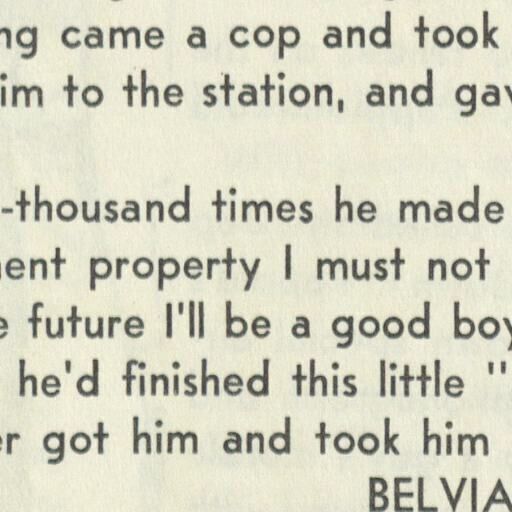 ng came a cop and took
im to the station, and gav
-thousand times he made
ent property I must not
e future I'll be a good boy
he'd finished this little "
er got him and took him
BELVIA